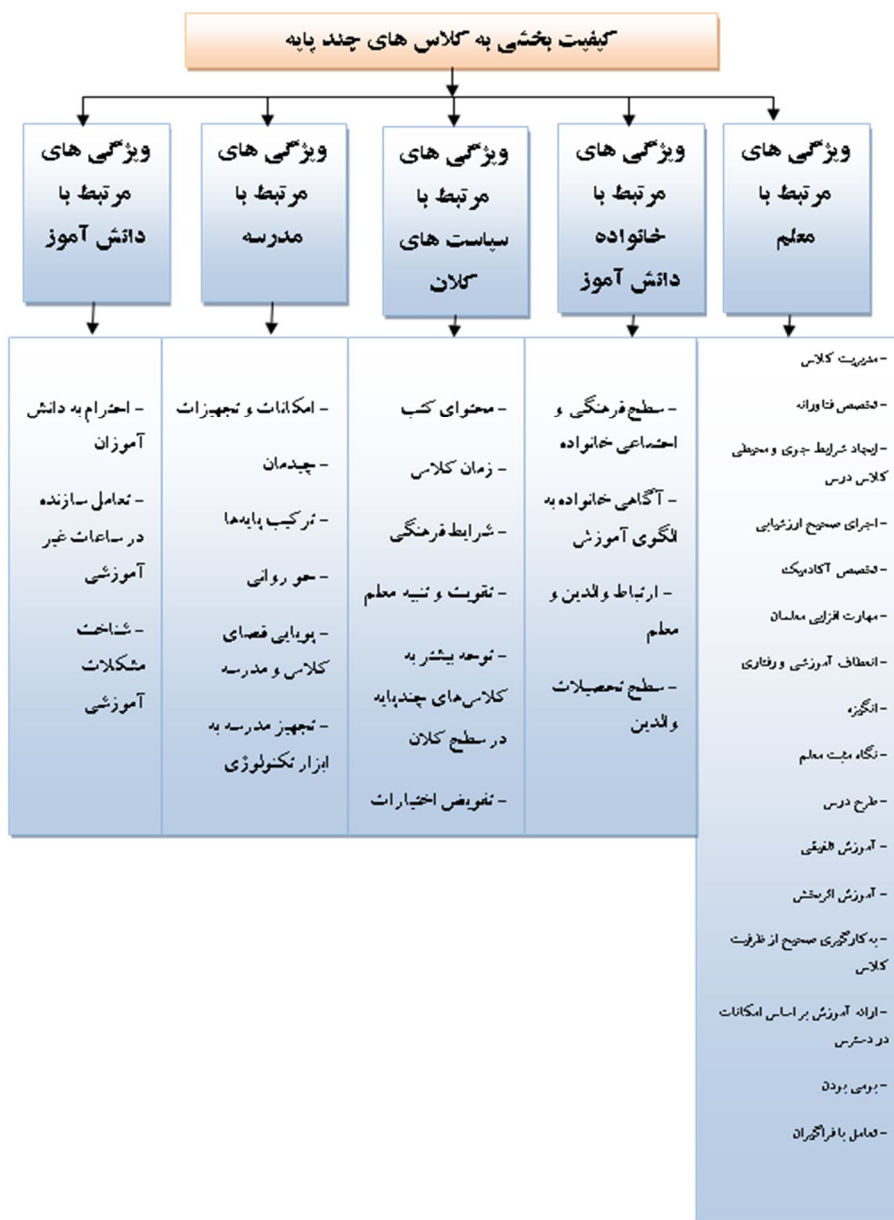 کیفیت بخشی به کلاس های چند پایه
ویژگی های
مرتبط با
معلم
ویژگی های
مرتبط با
خانواده
دانش آموز
ویژگی های
مرتبط با
سیاست های
کلان
ویژگی های
مرتبط با
مدرسه
ویژگی های
مرتبط با
دانش آموز
- مدیریت کلاس
- تخصص فناورانه
- ایجاد شرایط جوی و محیطی
کلاس درس
- اجرای صحیح ارزشیابی
- تخصص آکادمیک
- مهارت افزایی معلمان
- انعطاف آموزشی و رفتاری
- انگیزه
- نگاه مثبت معلم
- طرح درس
- آموزش تلفیقی
- آموزش اثربخش
- به کارگیری صحیح از ظرفیت
کلاس
- ارائه آموزش بر اساس امکانات
در دسترس
- بومی بودن
- تعامل با فراگیران
- سطح فرهنگی و
اجتماعی خانواده
- آگاهی خانواده به
الگوی آموزش
- ارتباط والدین و
معلم
- سطح تحصیلات
والدین
- محتوای کتب
- زمان کلاس
- شرایط فرهنگی
- تقویت و تنبیه معلم
- توجه بیشتر به
کلاس‌های چندپایه
در سطح کلان
- تفویض اختیارات
- امکانات و تجهیزات
- چیدمان
- ترکیب پایه‌ها
- جو روانی
- پویایی فضای
کلاس و مدرسه
- تجهیز مدرسه به
ابزار تکنولوژی
- احترام به دانش
آموزان
- تعامل سازنده
در ساعات غیر
آموزشی
- شناخت
مشکلات
آموزشی